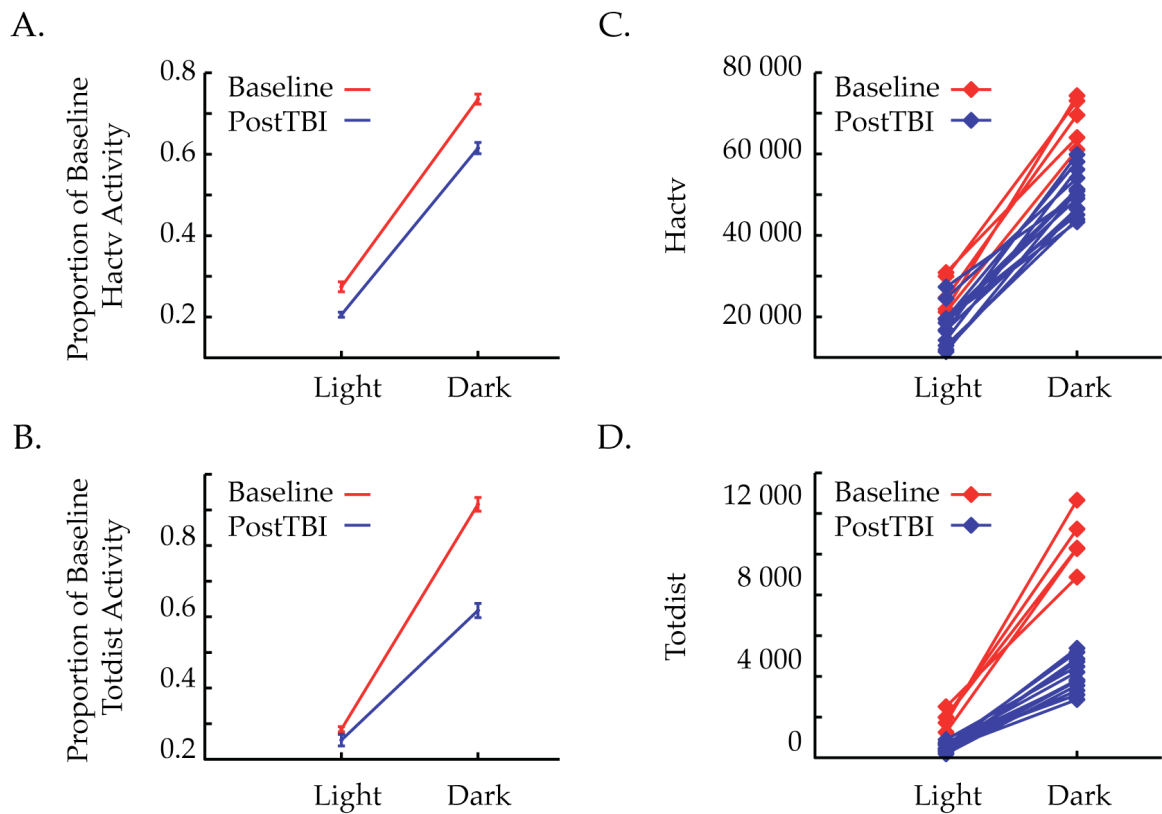 A.
Proportion of Baseline
Hactv Activity
0.8
0.6
0.4
0.2
Baseline
PostTBI
Light
Dark
C.
Hactv
80 000
60 000
40 000
20 000
Baseline
PostTBI
Light
Dark
B.
Proportion of Baseline
Totdist Activity
0.8
0.6
0.4
0.2
Baseline
PostTBI
Light
Dark
D.
Totdist
12 000
8 000
4 000
0
Baseline
PostTBI
Light
Dark